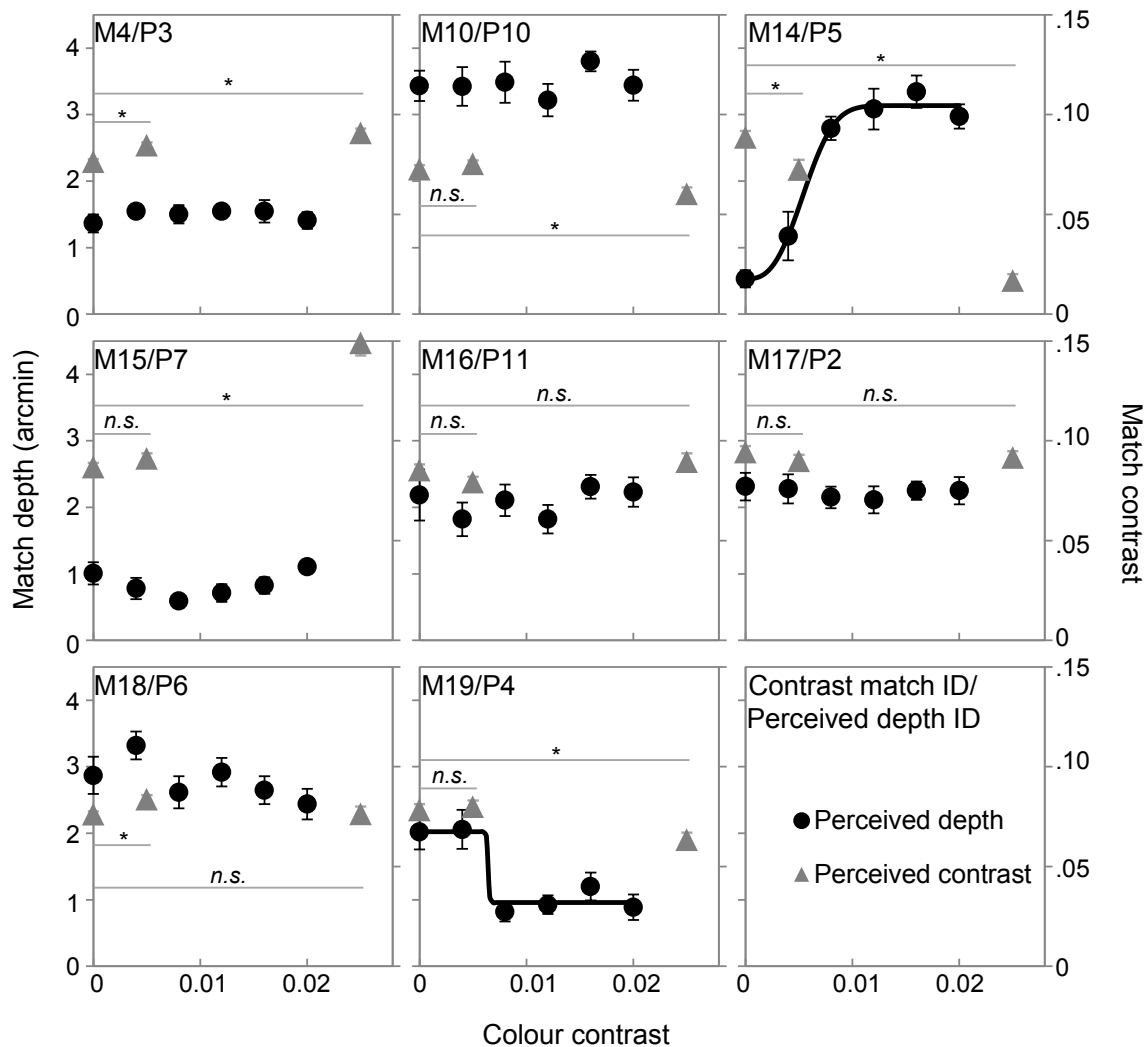 M4/P3 M10/P10 M14/P5
4 3 2 1 0
* *
n.s. *
* *
.15 .10 .05 0
M15/P7 M16/P11 M17/P2
4 3 2 1 0
* n.s.
n.s. n.s.
n.s. n.s.
.15 .10 .05 0
Match depth (arcmin)
Match contrast
M18/P6 M19/P4
4 3 2 1 0
* n.s.
* n.s.
Contrast match ID/
Perceived depth ID
Perceived depth
Perceived contrast
.15 .10 .05 0
0 0.01 0.02 0 0.01 0.02 0 0.01 0.02
Colour contrast